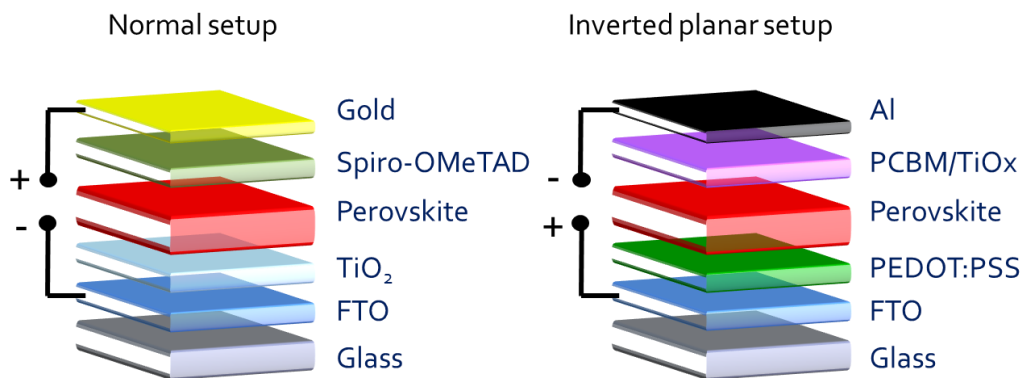 Normal setup
Gold
Spiro-OMeTAD
+
-
Perovskite
TiO₂
FTO
Glass
Inverted planar setup
Al
PCBM/TiOx
-
+
Perovskite
PEDOT:PSS
FTO
Glass